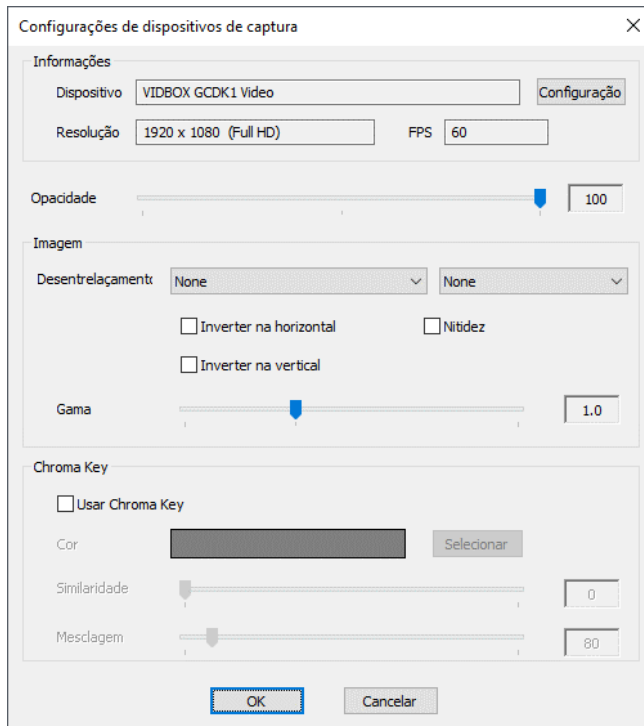 Configurações de dispositivos de captura
Informações
Dispositivo VIDBOX GCDK1 Video Configuração
Resolução 1920 x 1080 (Full HD) FPS 60
Opacidade 100
Imagem
Desentrelaçamento None None
Inverter na horizontal Nitidez
Inverter na vertical
Gama 1.0
Chroma Key
Usar Chroma Key
Cor Selecionar
Similaridade 0
Mesclagem 80
OK Cancelar